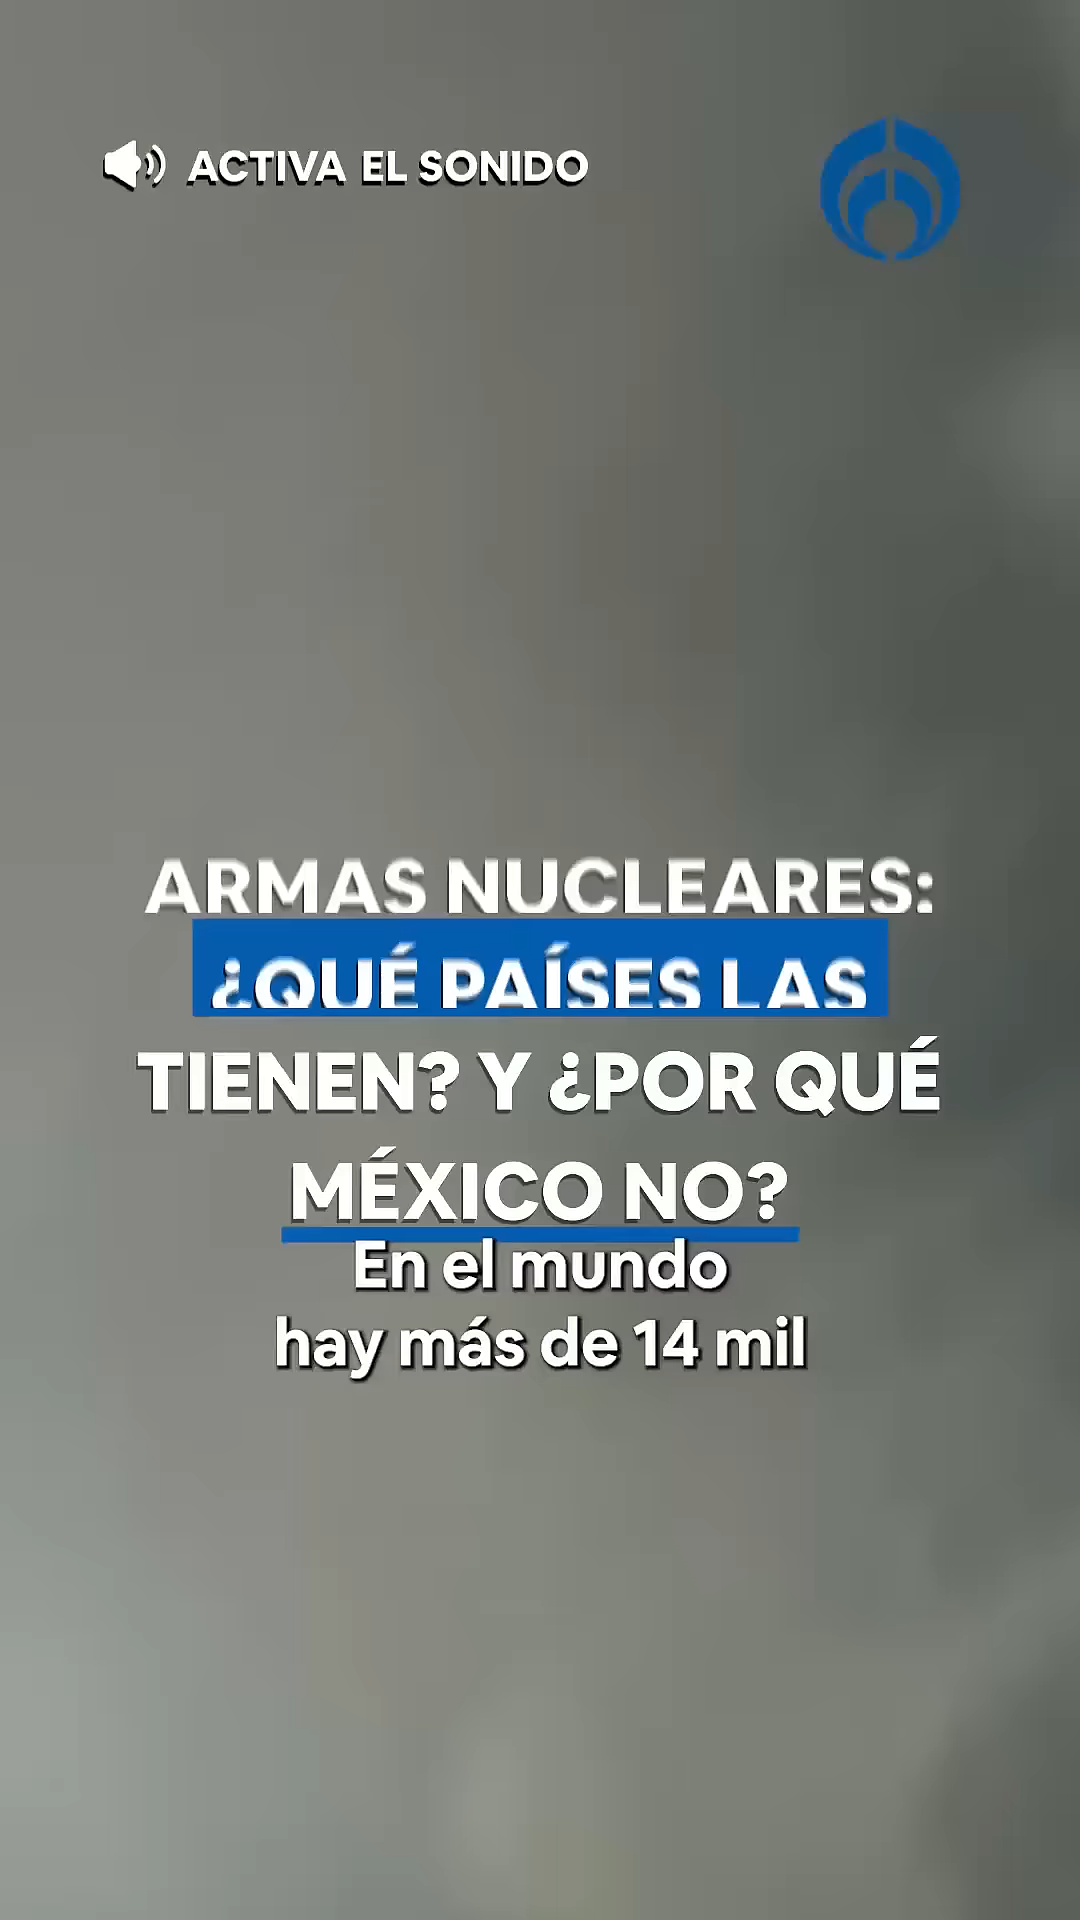 ACTIVA EL SONIDO
ARMAS NUCLEARES:
¿QUÉ PAÍSES LAS
TIENEN? Y ¿POR QUÉ
MÉXICO NO?
En el mundo
hay más de 14 mil